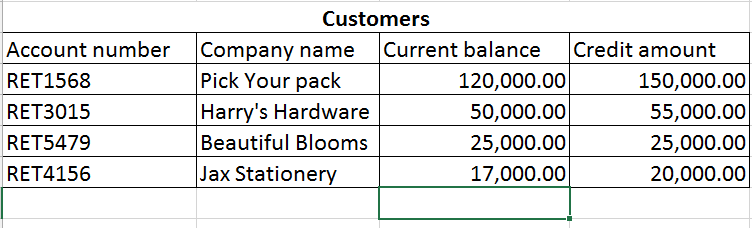 Customers
Account number Company name Current balance Credit amount
RET1568 Pick Your pack 120,000.00 150,000.00
RET3015 Harry's Hardware 50,000.00 55,000.00
RET5479 Beautiful Blooms 25,000.00 25,000.00
RET4156 Jax Stationery 17,000.00 20,000.00